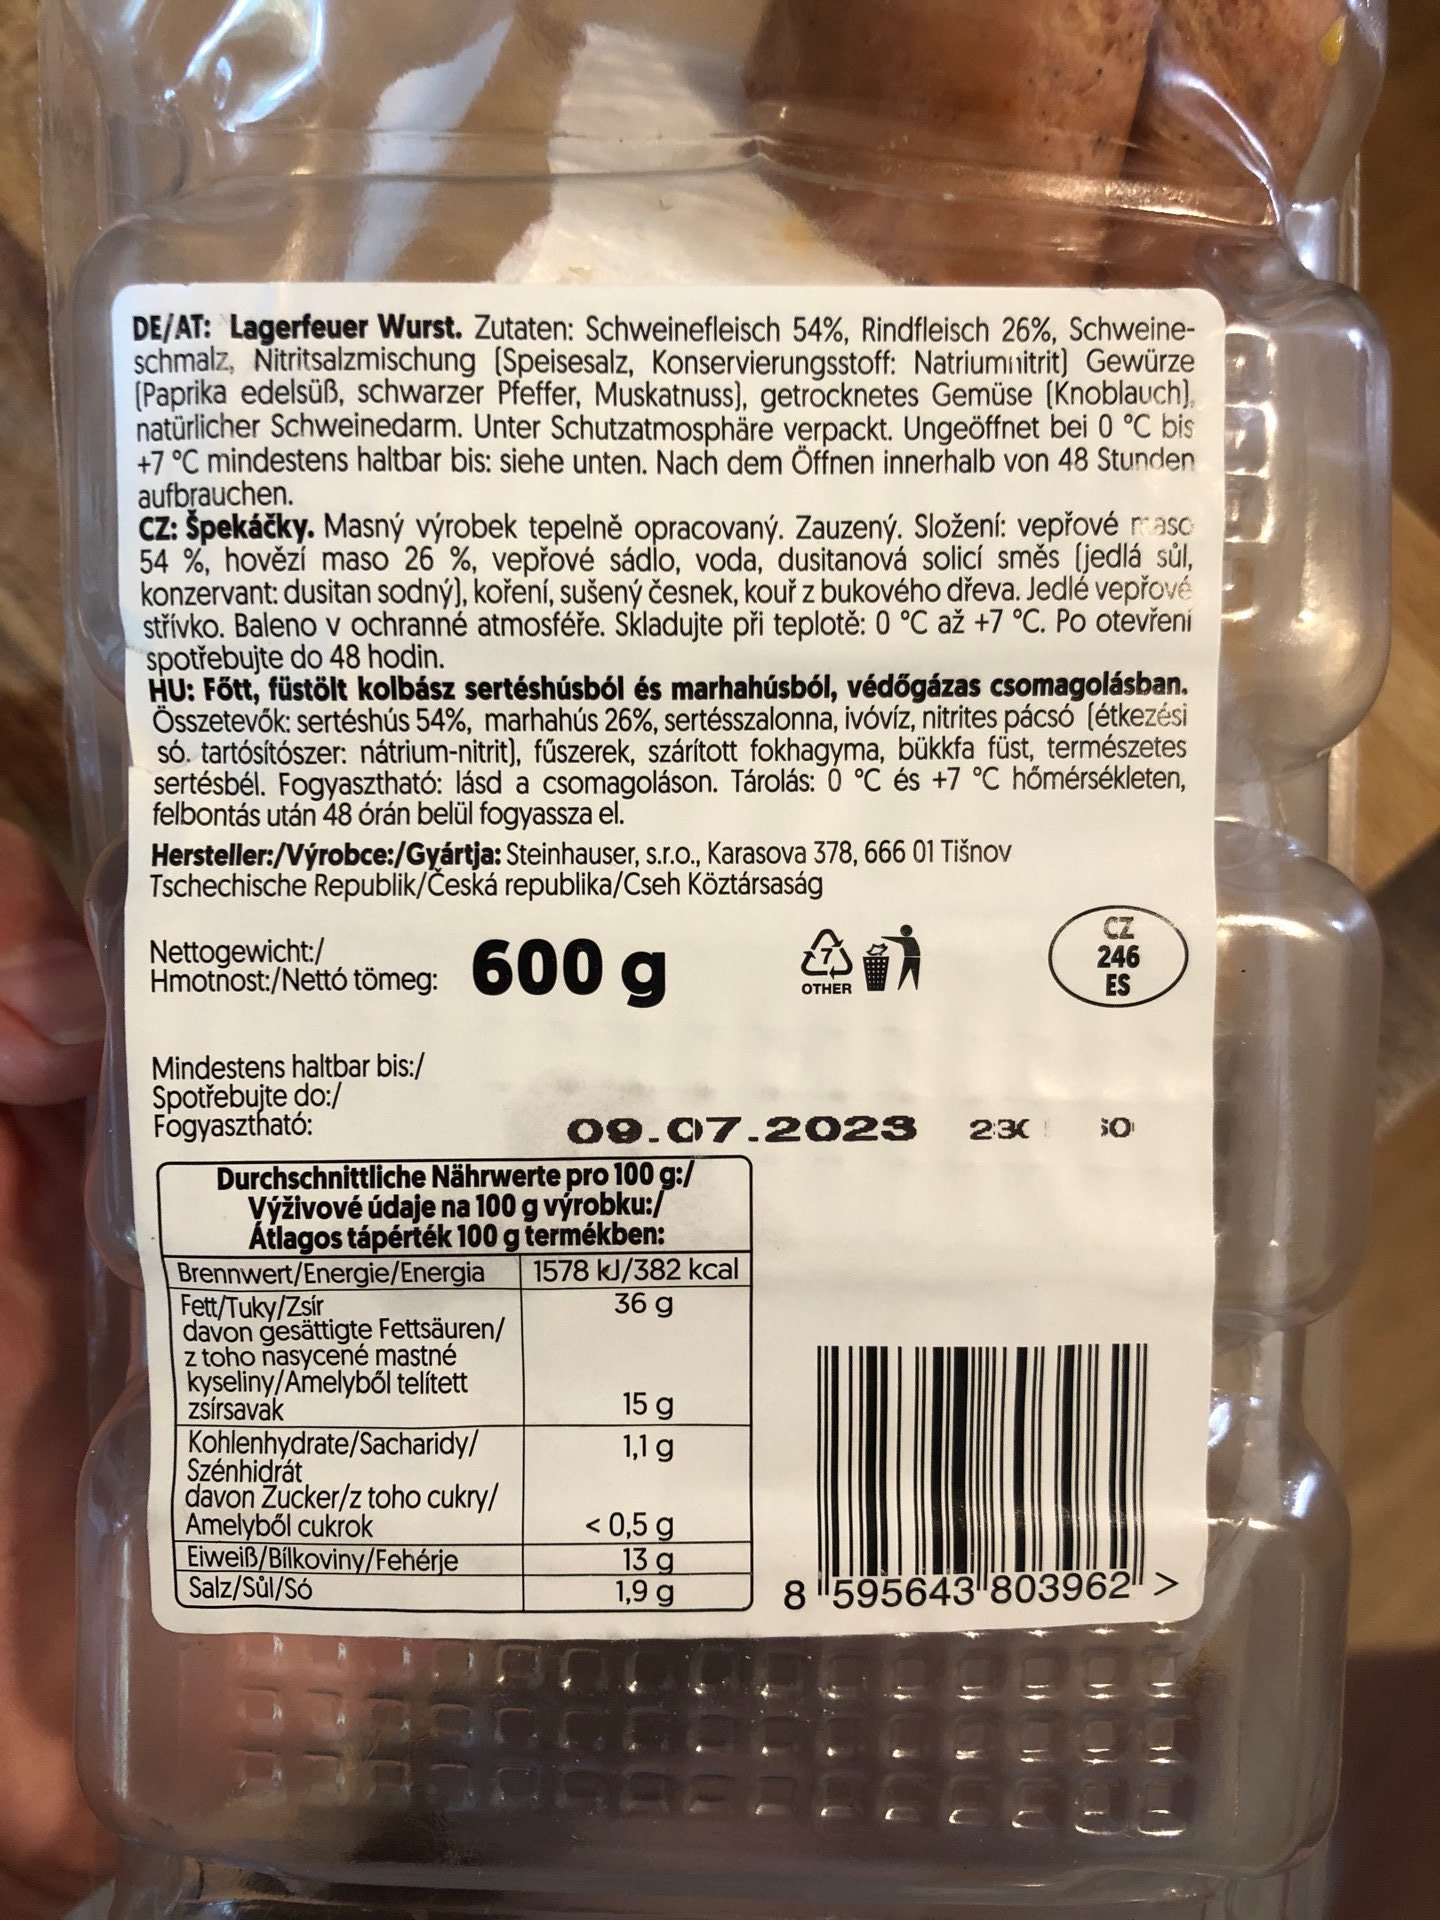 DE/AT: Lagerfeuer Wurst. Zutaten: Schweinefleisch 54%, Rindfleisch 26%, Schweine-
schmalz, Nitritsalzmischung (Speisesalz, Konservierungsstoff: Natriumnitrit) Gewürze
(Paprika edelsüß, schwarzer Pfeffer, Muskatnuss), getrocknetes Gemüse (Knoblauch),
natürlicher Schweinedarm. Unter Schutzatmosphäre verpackt. Ungeöffnet bei 0 °C bis
+7 °C mindestens haltbar bis: siehe unten. Nach dem Öffnen innerhalb von 48 Stunden
aufbrauchen.
CZ: Špekáčky. Masný výrobek tepelně opracovaný. Zauzený. Složení: vepřové maso
54 %, hovězí maso 26 %, vepřové sádlo, voda, dusitanová solicí směs (jedlá sůl,
konzervant: dusitan sodný), koření, sušený česnek, kouř z bukového dřeva. Jedlé vepřové
střívko. Baleno v ochranné atmosféře. Skladujte při teplotě: 0 °C až +7 °C. Po otevření
spotřebujte do 48 hodin.
HU: Főtt, füstölt kolbász sertéshúsból és marhahúsból, védőgázas csomagolásban.
Összetevők: sertéshús 54%, marhahús 26%, sertésszalonna, ivóvíz, nitrites pácsó (étkezési
só. tartósítószer: nátrium-nitrit), fűszerek, szárított fokhagyma, bükkfa füst, természetes
sertésbél. Fogyasztható: lásd a csomagoláson. Tárolás: 0 °C és +7 °C hőmérsékleten,
felbontás után 48 órán belül fogyassza el.
Hersteller:/Výrobce:/Gyártja: Steinhauser, s.r.o., Karasova 378, 666 01 Tišnov
Tschechische Republik/Česká republika/Cseh Köztársaság
Nettogewicht:/
Hmotnost:/Nettó tömeg: 600 g
7
OTHER
CZ
246
ES
Mindestens haltbar bis:/
Spotřebujte do:/
Fogyasztható:
09.07.2023
Durchschnittliche Nährwerte pro 100 g:/
Výživové údaje na 100 g výrobku:/
Átlagos tápérték 100 g termékben:
Brennwert/Energie/Energia 1578 kJ/382 kcal
Fett/Tuky/Zsír 36 g
davon gesättigte Fettsäuren/
z toho nasycené mastné
kyseliny/Amelyből telített
zsírsavak 15 g
Kohlenhydrate/Sacharidy/ 1,1 g
Szénhidrát
davon Zucker/z toho cukry/
Amelyből cukrok < 0,5 g
Eiweiß/Bílkoviny/Fehérje 13 g
Salz/Sůl/Só 1,9 g
8 595643 803962 >